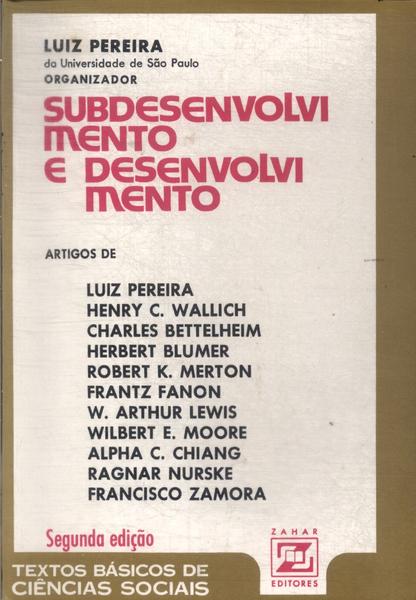 LUIZ PEREIRA
da Universidade de São Paulo
ORGANIZADOR
SUBDESENVOLVI
MENTO
E DESENVOLVI
MENTO
ARTIGOS DE
LUIZ PEREIRA
HENRY C. WALLICH
CHARLES BETTELHEIM
HERBERT BLUMER
ROBERT K. MERTON
FRANTZ FANON
W. ARTHUR LEWIS
WILBERT E. MOORE
ALPHA C. CHIANG
RAGNAR NURSKE
FRANCISCO ZAMORA
Segunda edição
ZAHAR
EDITORES
TEXTOS BÁSICOS DE
CIÊNCIAS SOCIAIS